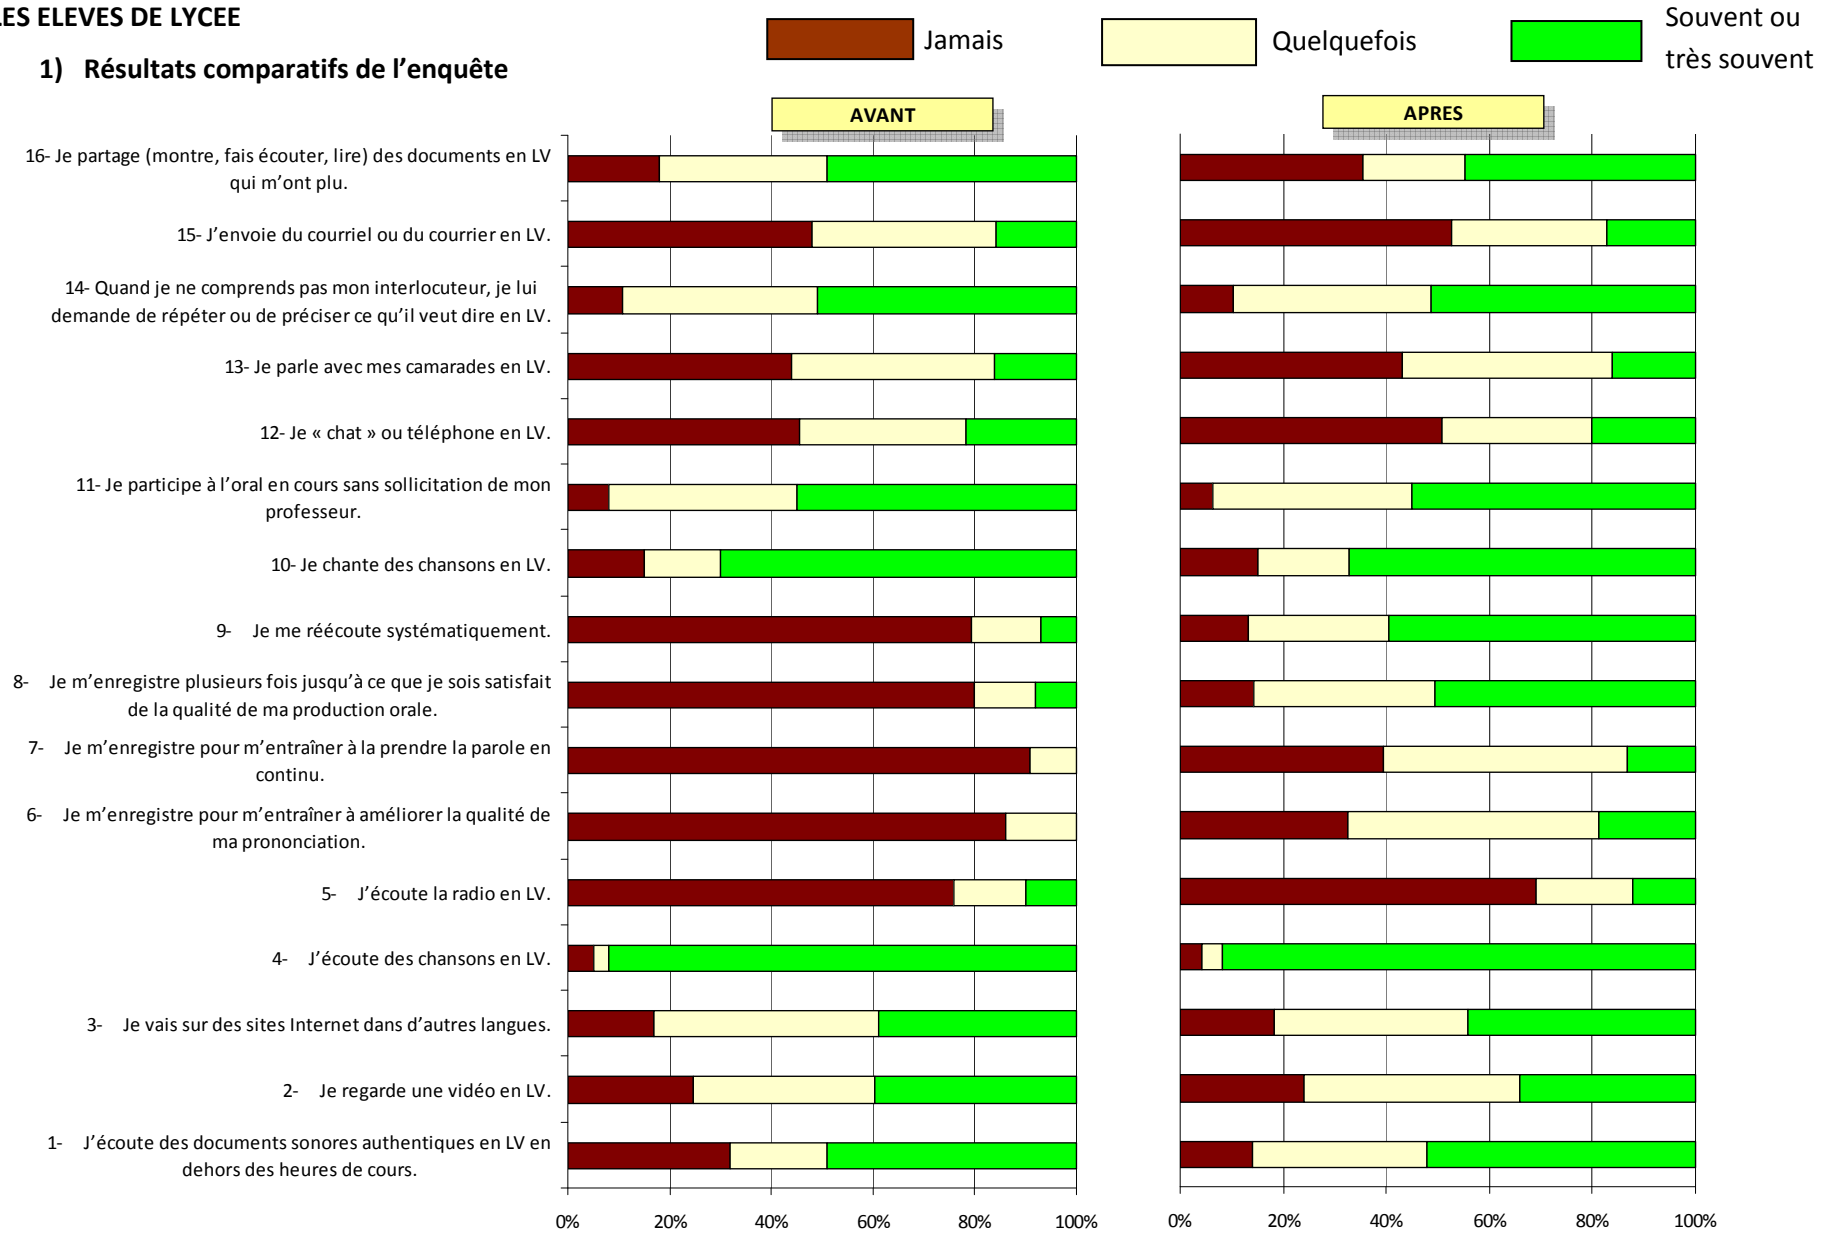 LES ELEVES DE LYCEE
1) Résultats comparatifs de l'enquête
Jamais
Quelquefois
Souvent ou
très souvent
AVANT
APRES
16- Je partage (montre, fais écouter, lire) des documents en LV
qui m'ont plu.
15- J'envoie du courriel ou du courrier en LV.
14- Quand je ne comprends pas mon interlocuteur, je lui
demande de répéter ou de préciser ce qu'il veut dire en LV.
13- Je parle avec mes camarades en LV.
12- Je « chat » ou téléphone en LV.
11- Je participe à l'oral en cours sans sollicitation de mon
professeur.
10- Je chante des chansons en LV.
9- Je me réécoute systématiquement.
8- Je m'enregistre plusieurs fois jusqu'à ce que je sois satisfait
de la qualité de ma production orale.
7- Je m'enregistre pour m'entraîner à la prendre la parole en
continu.
6- Je m'enregistre pour m'entraîner à améliorer la qualité de
ma prononciation.
5- J'écoute la radio en LV.
4- J'écoute des chansons en LV.
3- Je vais sur des sites Internet dans d'autres langues.
2- Je regarde une vidéo en LV.
1- J'écoute des documents sonores authentiques en LV en
dehors des heures de cours.
0% 20% 40% 60% 80% 100%
0% 20% 40% 60% 80% 100%